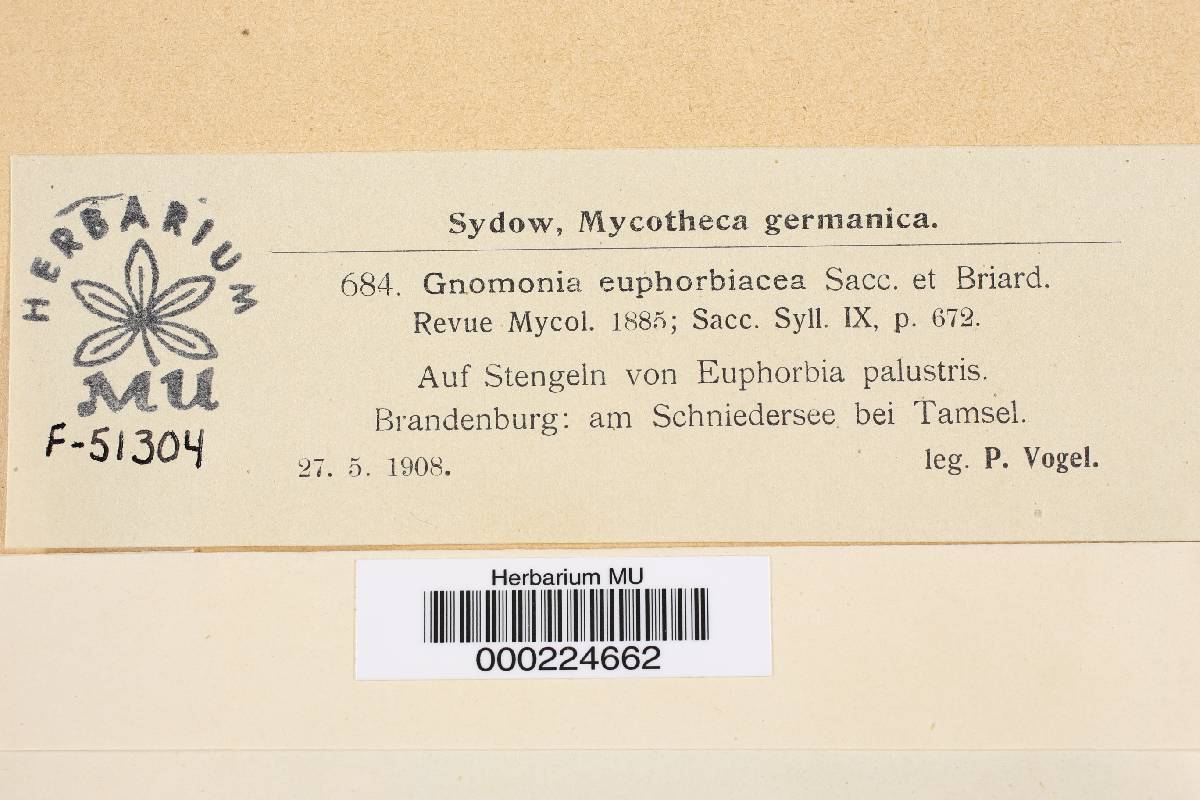 HERBARIUM
MU
F-51304
Sydow, Mycotheca germanica.
684. Gnomonia euphorbiacea Sacc. et Briard.
Revue Mycol. 1885; Sacc. Syll. IX, p. 672.
Auf Stengeln von Euphorbia palustris.
Brandenburg: am Schniedersee bei Tamsel.
27. 5. 1908.
leg. P. Vogel.
Herbarium MU
000224662